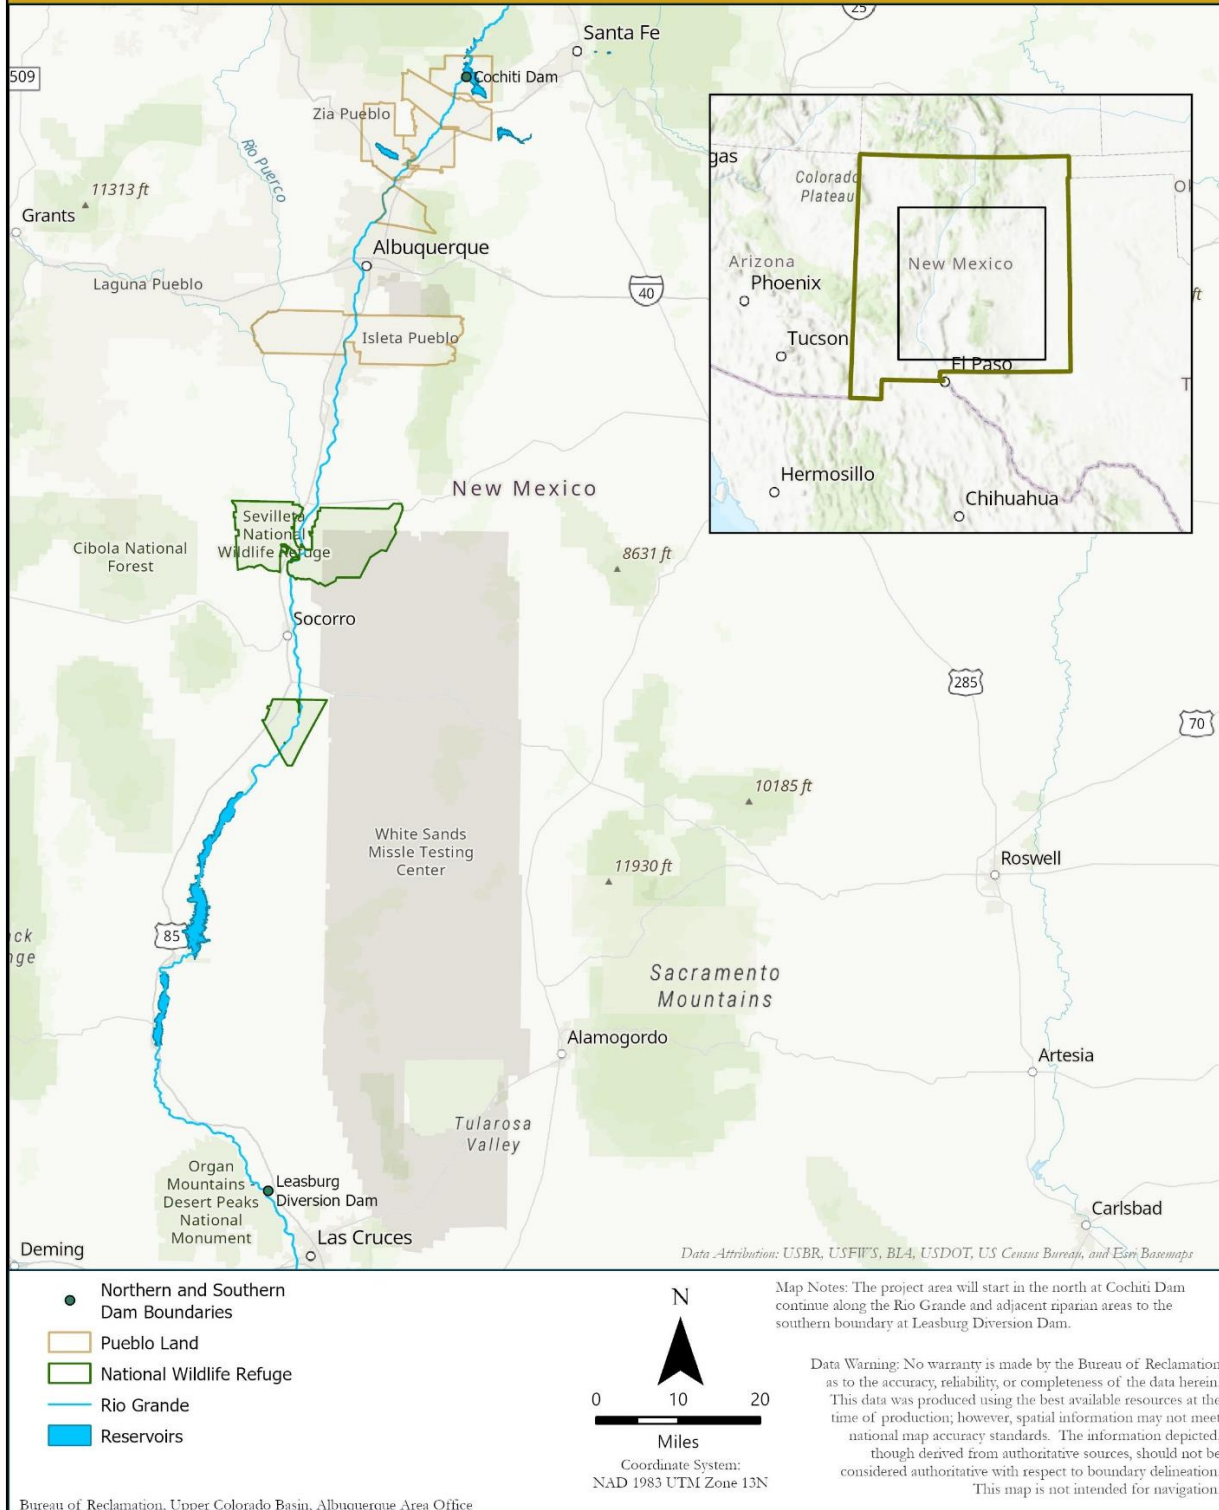 25
Santa Fe
509
Cochiti Dam
Zia Pueblo
Rio Puerco
11313 ft
Grants
Albuquerque
Laguna Pueblo
40
Isleta Pueblo
gas
Colorado
Plateau
Ol
Arizona
New Mexico
Phoenix
ft
Tucson
El Paso
T
Hermosillo
Chihuahua
New Mexico
Sevilleta
National
Wildlife Refuge
Cibola National
Forest
8631 ft
Socorro
285
70
10185 ft
White Sands
Missle Testing
Center
11930 ft
Roswell
85
ck
nge
Sacramento
Mountains
Alamogordo
Artesia
Tularosa
Valley
Organ
Mountains -
Desert Peaks
National
Monument
Leasburg
Diversion Dam
Carlsbad
Las Cruces
Deming
Data Attribution: USBR, USFWS, BLA, USDOT, US Census Bureau, and Esri Basemaps
Northern and Southern
Dam Boundaries
Pueblo Land
National Wildlife Refuge
Rio Grande
Reservoirs
N
0 10 20
Miles
Coordinate System:
NAD 1983 UTM Zone 13N
Map Notes: The project area will start in the north at Cochiti Dam
continue along the Rio Grande and adjacent riparian areas to the
southern boundary at Leasburg Diversion Dam.
Data Warning: No warranty is made by the Bureau of Reclamation
as to the accuracy, reliability, or completeness of the data herein.
This data was produced using the best available resources at the
time of production; however, spatial information may not meet
national map accuracy standards. The information depicted,
though derived from authoritative sources, should not be
considered authoritative with respect to boundary delineation.
This map is not intended for navigation.
Bureau of Reclamation, Upper Colorado Basin, Albuquerque Area Office